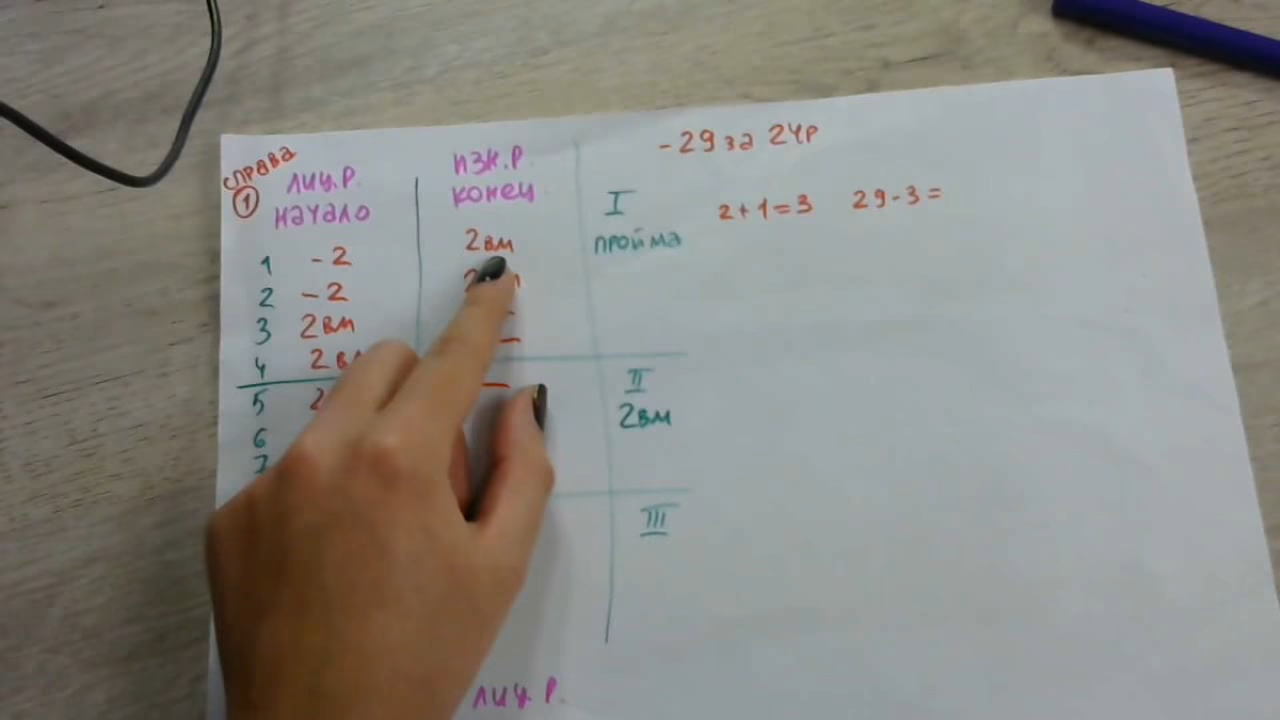 СПРАВА
1 ЛИЦ.Р. ИЗН.Р.
НАЧАЛО КОНЕЦ
-29 за 24р
I 2+1=3 29-3=
пройма
1 -2 2вм
2 -2
3 2вм
4
5
6
7
II
2вм
III
ЛИЦ.Р.